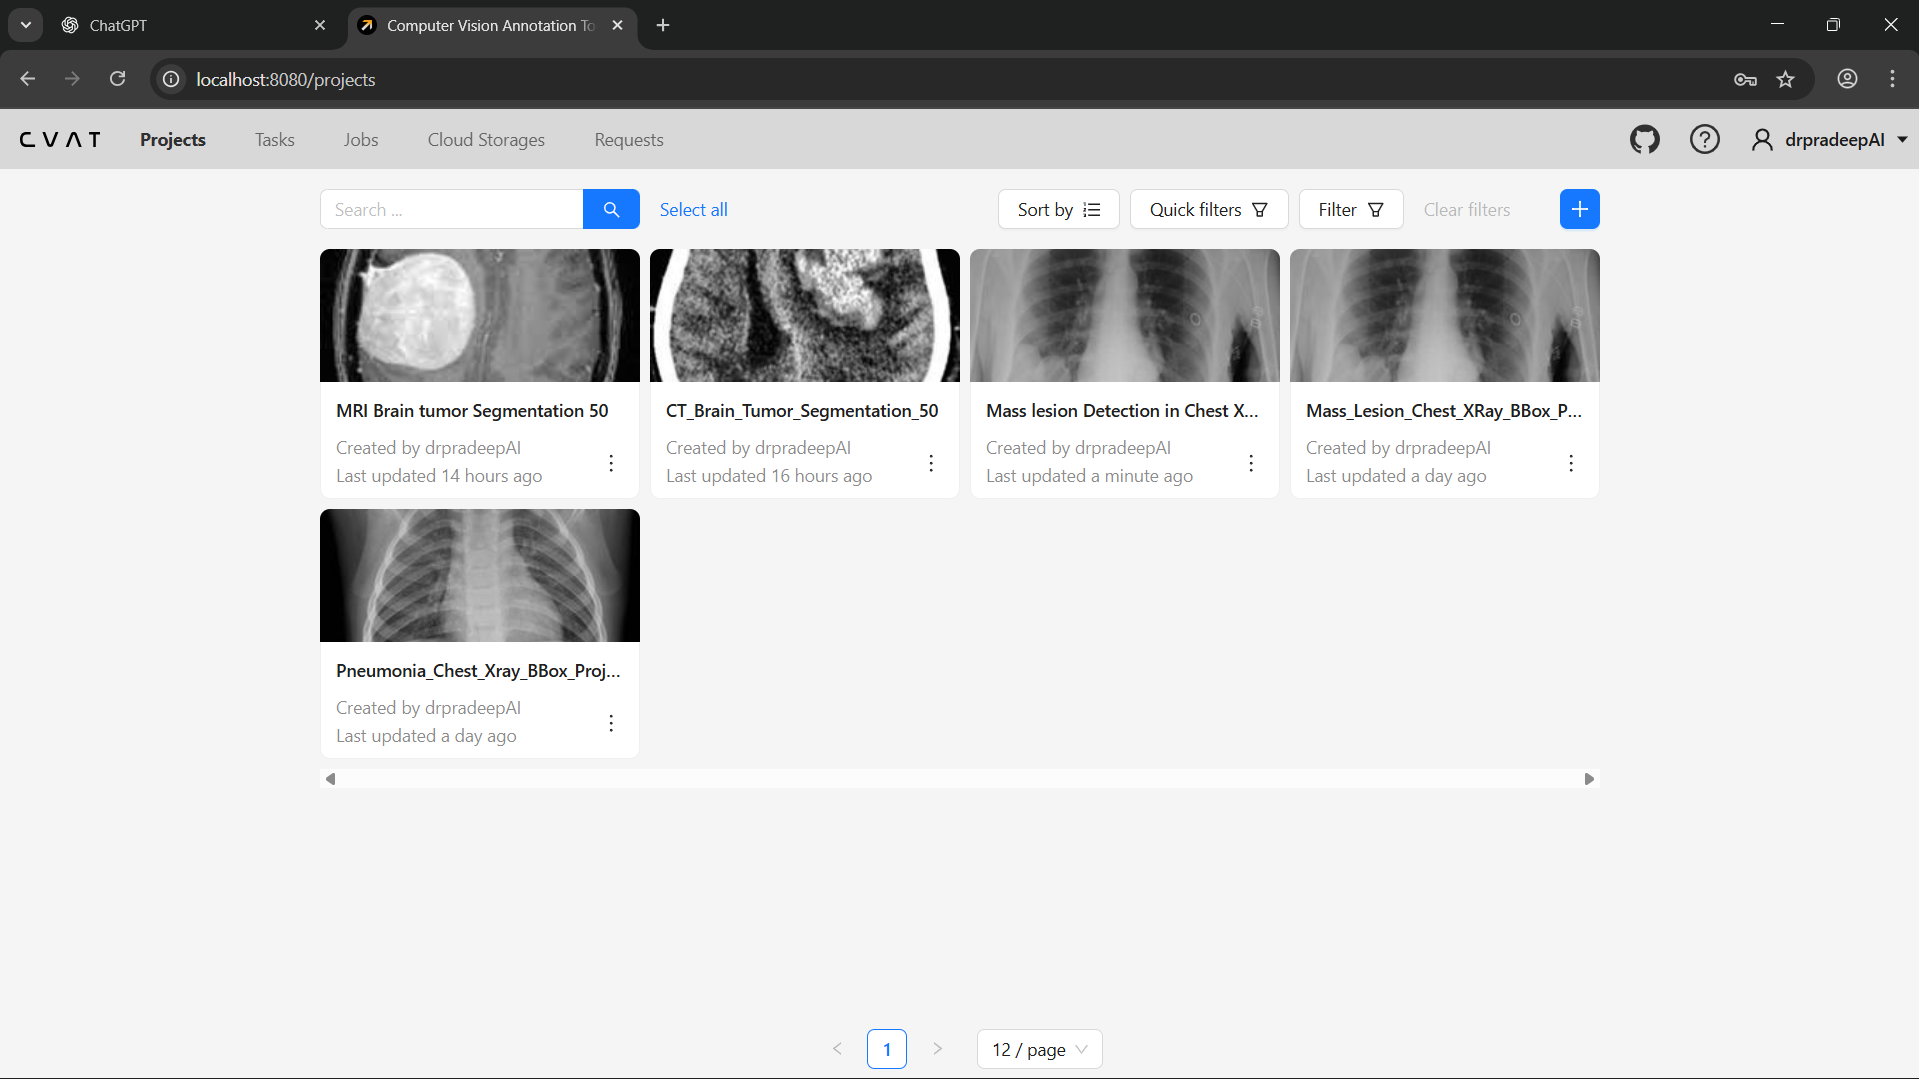 ChatGPT
Computer Vision Annotation To
localhost:8080/projects
CVAT
Projects
Tasks
Jobs
Cloud Storages
Requests
drpradeepAI
Search ...
Select all
Sort by
Quick filters
Filter
Clear filters
MRI Brain tumor Segmentation 50
Created by drpradeepAI
Last updated 14 hours ago
CT_Brain_Tumor_Segmentation_50
Created by drpradeepAI
Last updated 16 hours ago
Mass lesion Detection in Chest X...
Created by drpradeepAI
Last updated a minute ago
Mass_Lesion_Chest_XRay_BBox_P...
Created by drpradeepAI
Last updated a day ago
Pneumonia_Chest_Xray_BBox_Proj...
Created by drpradeepAI
Last updated a day ago
1
12 / page